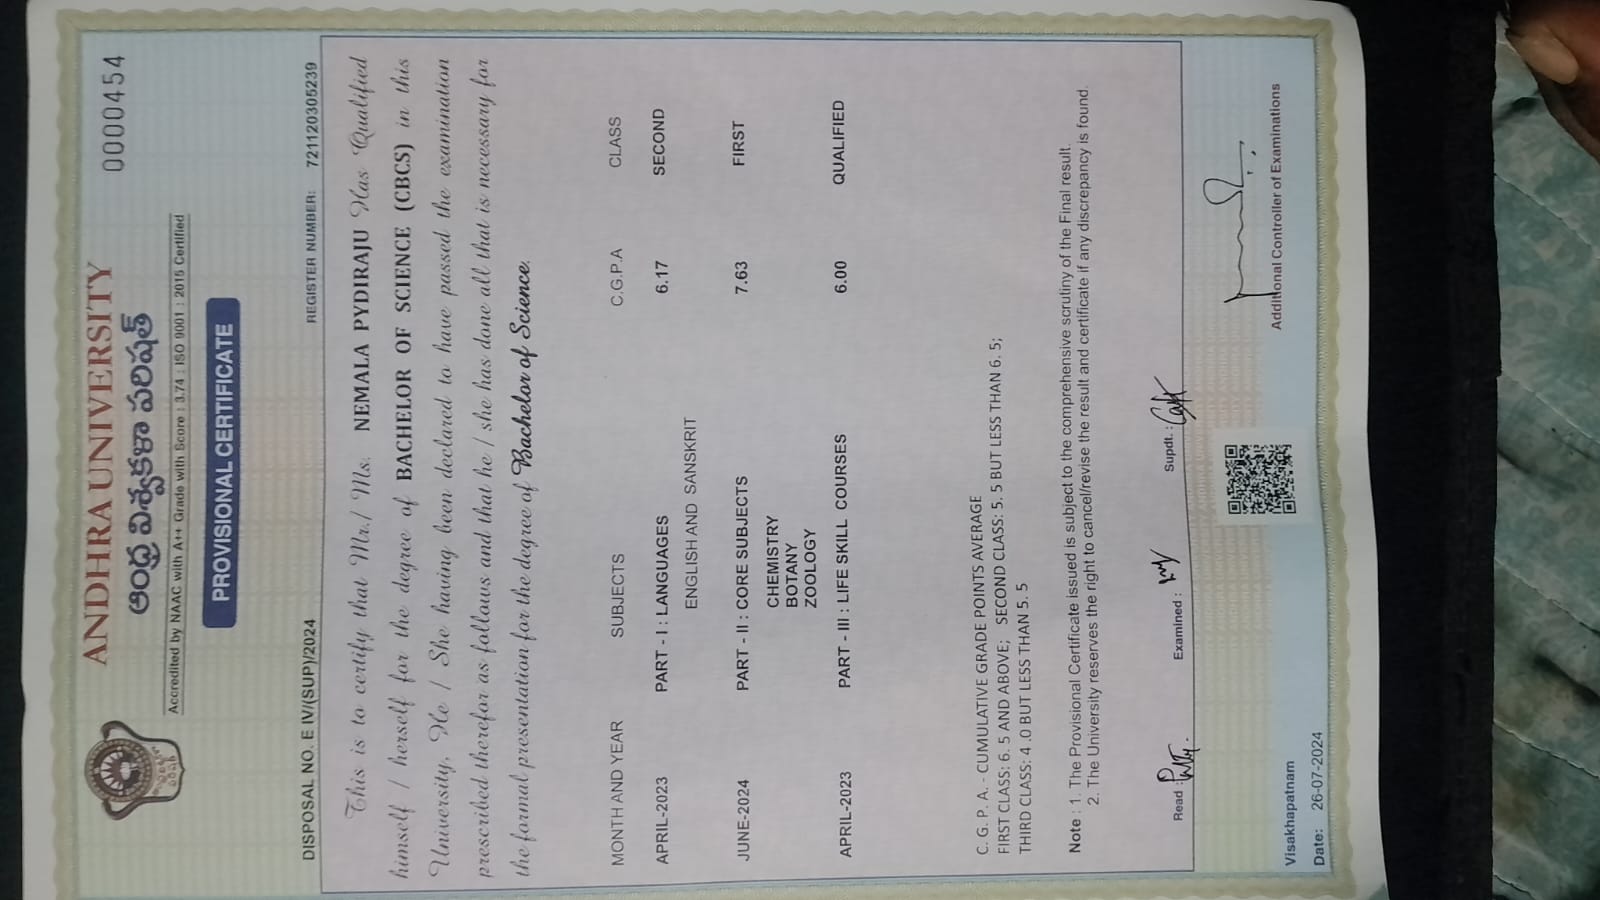 ANDHRA UNIVERSITY
0000454
ఆంధ్ర విశ్వకళా పరిషత్
Accredited by NAAC with A++ Grade with Score : 3.74 : ISO 9001 : 2015 Certified
PROVISIONAL CERTIFICATE
DISPOSAL NO. E IV/(SUP)/2024 REGISTER NUMBER: 721120305239
This is to certify that Mr./ Ms. NEMALA PYDIRAJU Has Qualified
himself / herself for the degree of BACHELOR OF SCIENCE (CBCS) in this
University, He / She having been declared to have passed the examination
prescribed therefor as follows and that he / she has done all that is necessary for
the formal presentation for the degree of Bachelor of Science.
MONTH AND YEAR SUBJECTS C.G.P.A CLASS
APRIL-2023 PART - I : LANGUAGES 6.17 SECOND
ENGLISH AND SANSKRIT
JUNE-2024 PART - II : CORE SUBJECTS 7.63 FIRST
CHEMISTRY
BOTANY
ZOOLOGY
APRIL-2023 PART - III : LIFE SKILL COURSES 6.00 QUALIFIED
C. G. P. A. - CUMULATIVE GRADE POINTS AVERAGE
FIRST CLASS: 6. 5 AND ABOVE; SECOND CLASS: 5. 5 BUT LESS THAN 6. 5;
THIRD CLASS: 4 .0 BUT LESS THAN 5. 5
Note : 1. The Provisional Certificate issued is subject to the comprehensive scrutiny of the Final result.
2. The University reserves the right to cancel/revise the result and certificate if any discrepancy is found.
Read : Examined : Supdt. :
Visakhapatnam
Date: 26-07-2024
Additional Controller of Examinations